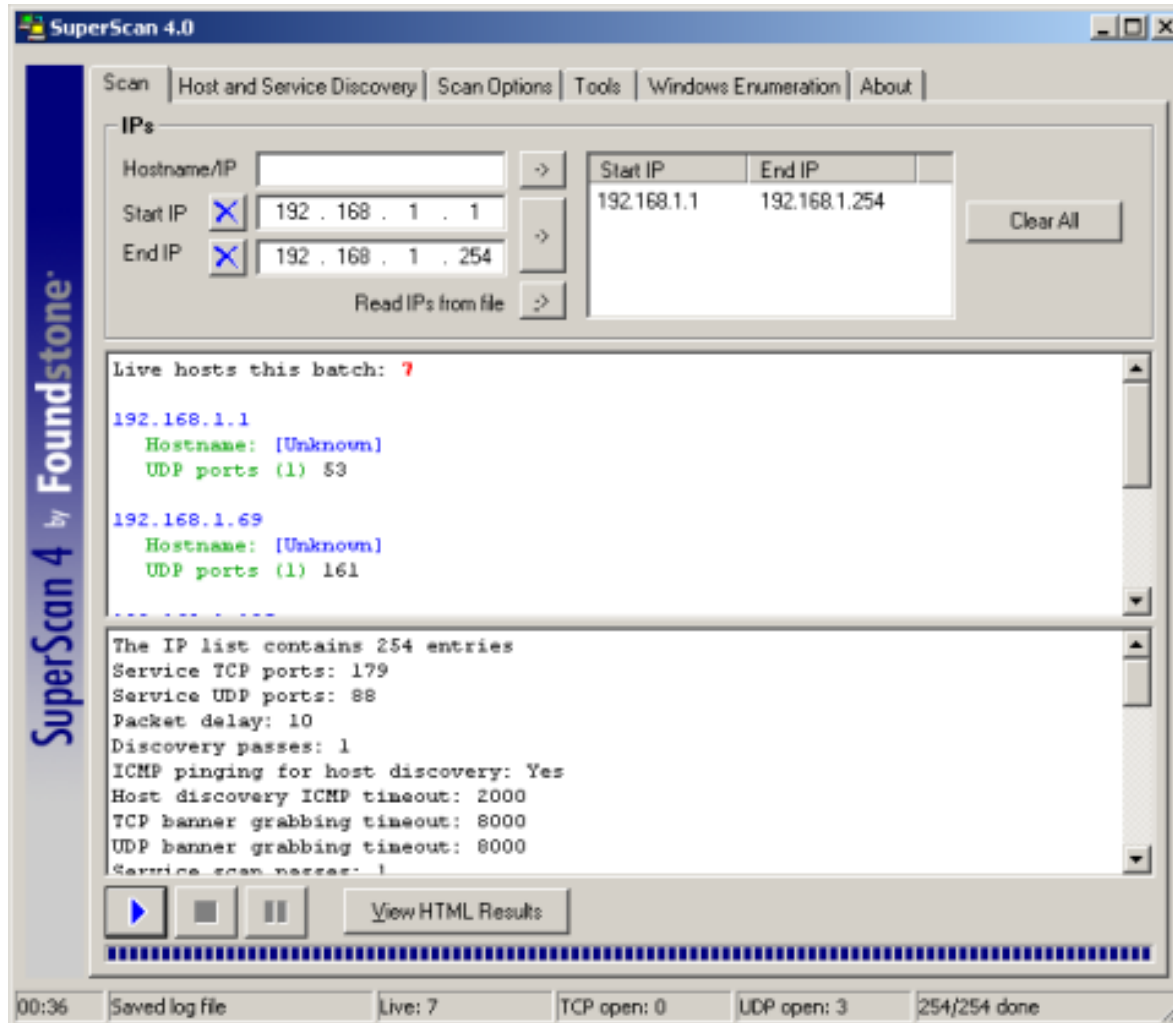 SuperScan 4.0
Scan Host and Service Discovery Scan Options Tools Windows Enumeration About
IPs
Hostname/IP
Start IP 192 . 168 . 1 . 1
End IP 192 . 168 . 1 . 254
Read IPs from file
->
->
->
Start IP End IP
192.168.1.1 192.168.1.254
Clear All
SuperScan 4 by Foundstone
Live hosts this batch: 7
192.168.1.1
Hostname: [Unknown]
UDP ports (1) 53
192.168.1.69
Hostname: [Unknown]
UDP ports (1) 161
The IP list contains 254 entries
Service TCP ports: 179
Service UDP ports: 88
Packet delay: 10
Discovery passes: 1
ICMP pinging for host discovery: Yes
Host discovery ICMP timeout: 2000
TCP banner grabbing timeout: 8000
UDP banner grabbing timeout: 8000
Service scan passes: 1
View HTML Results
00:36 Saved log file Live: 7 TCP open: 0 UDP open: 3 254/254 done